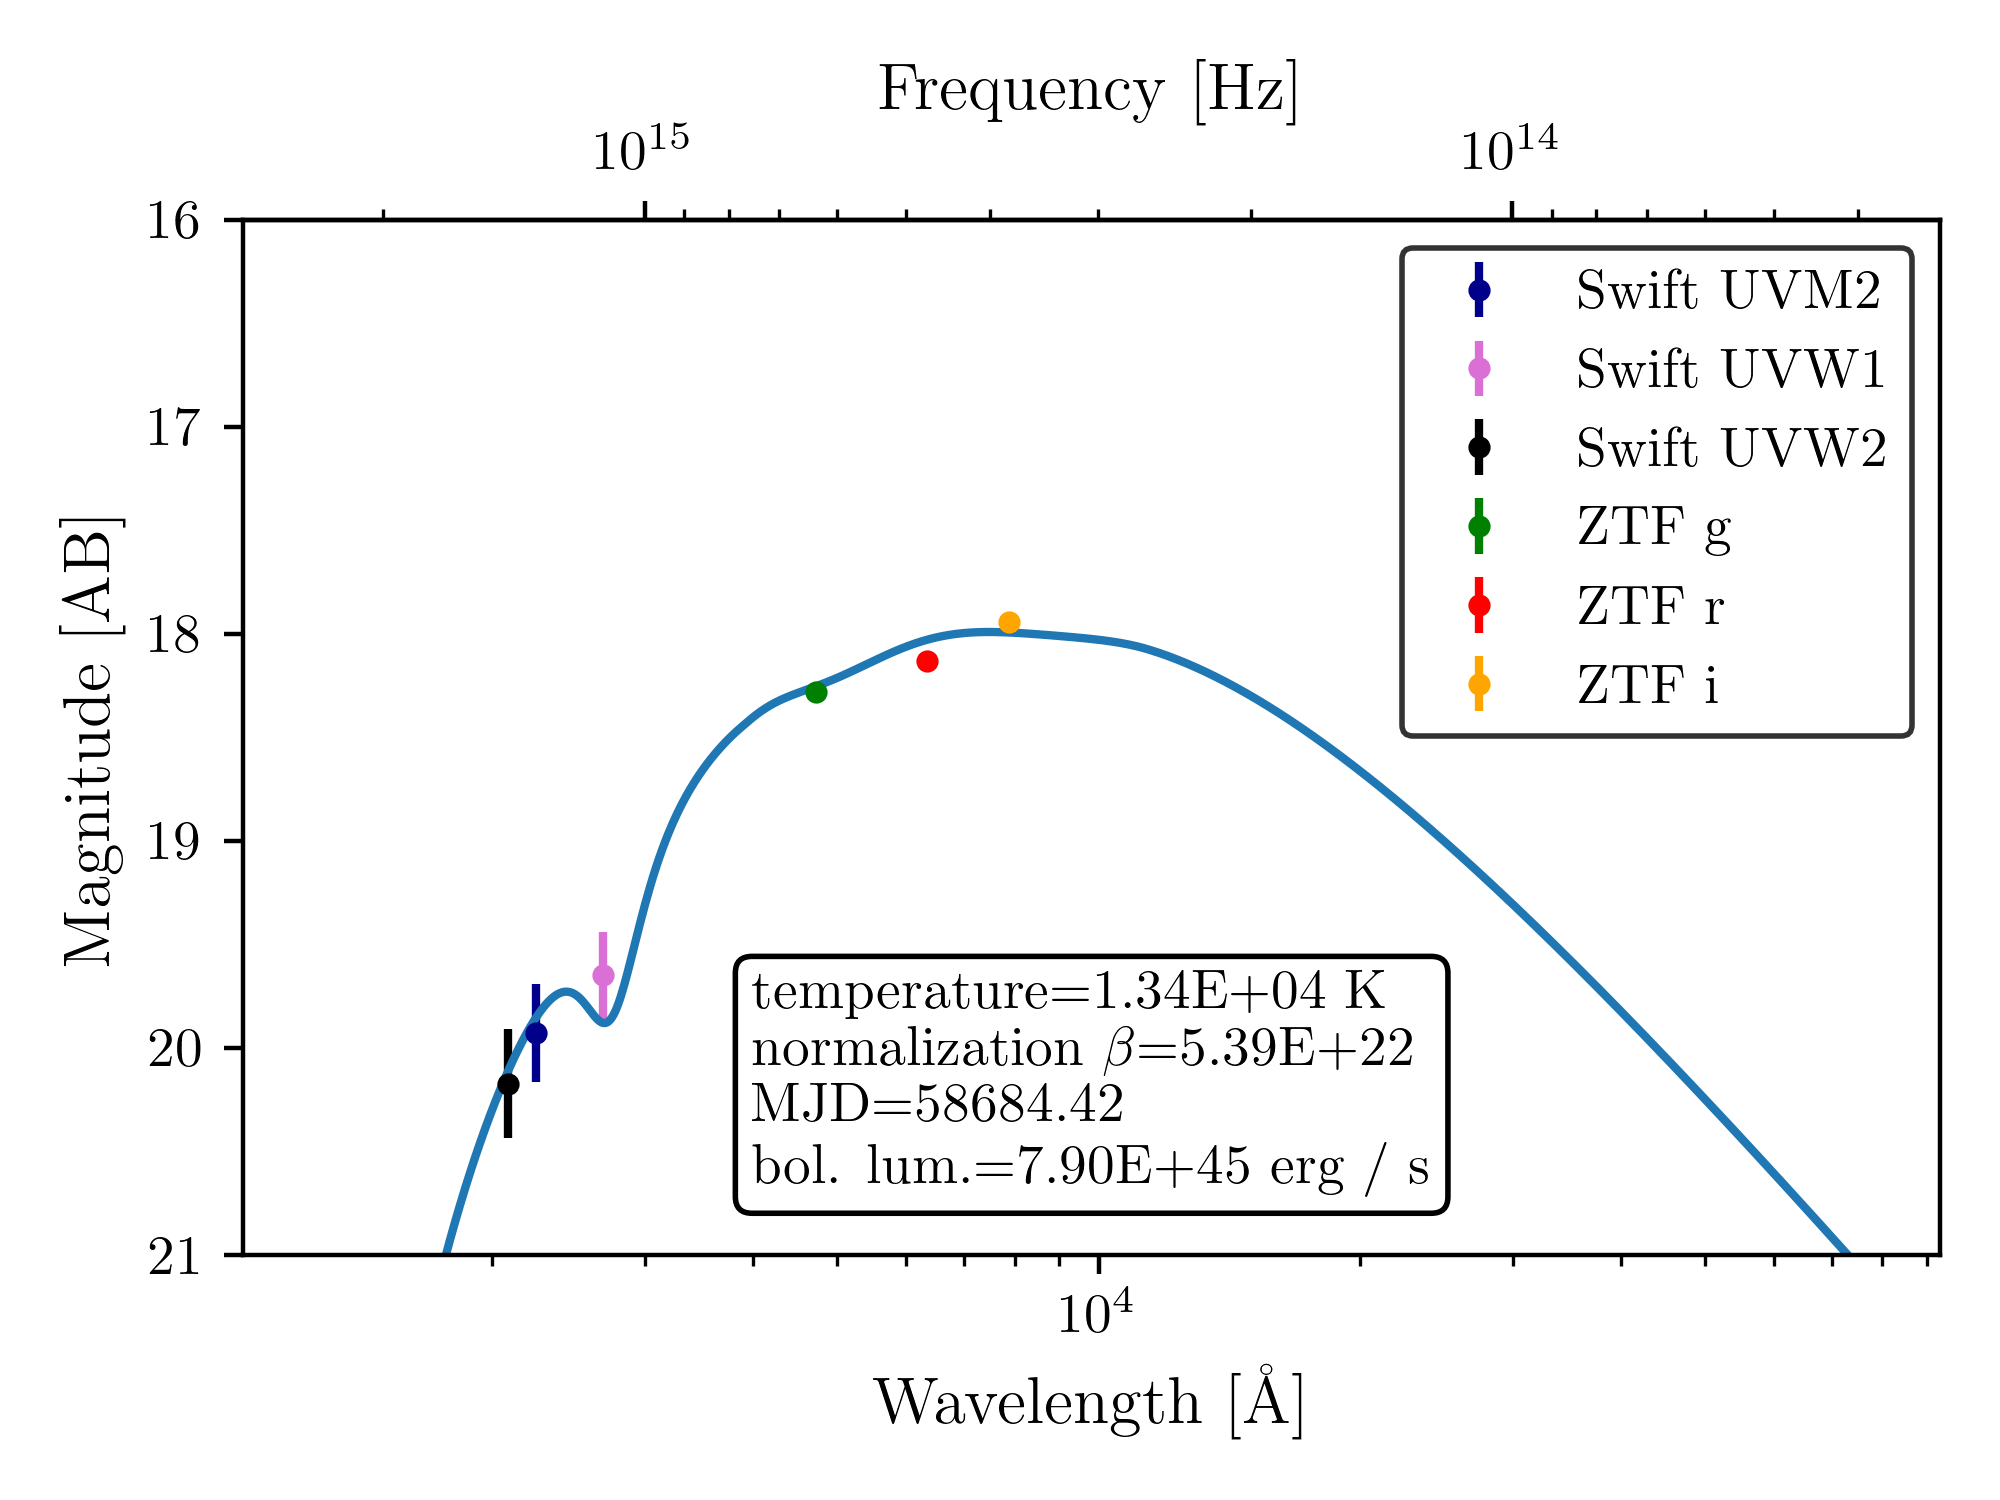 Frequency [Hz]
10^15 10^14
16
17
18
19
20
21
Magnitude [AB]
Swift UVM2
Swift UVW1
Swift UVW2
ZTF g
ZTF r
ZTF i
temperature=1.34E+04 K
normalization β=5.39E+22
MJD=58684.42
bol. lum.=7.90E+45 erg / s
10^4
Wavelength [Å]